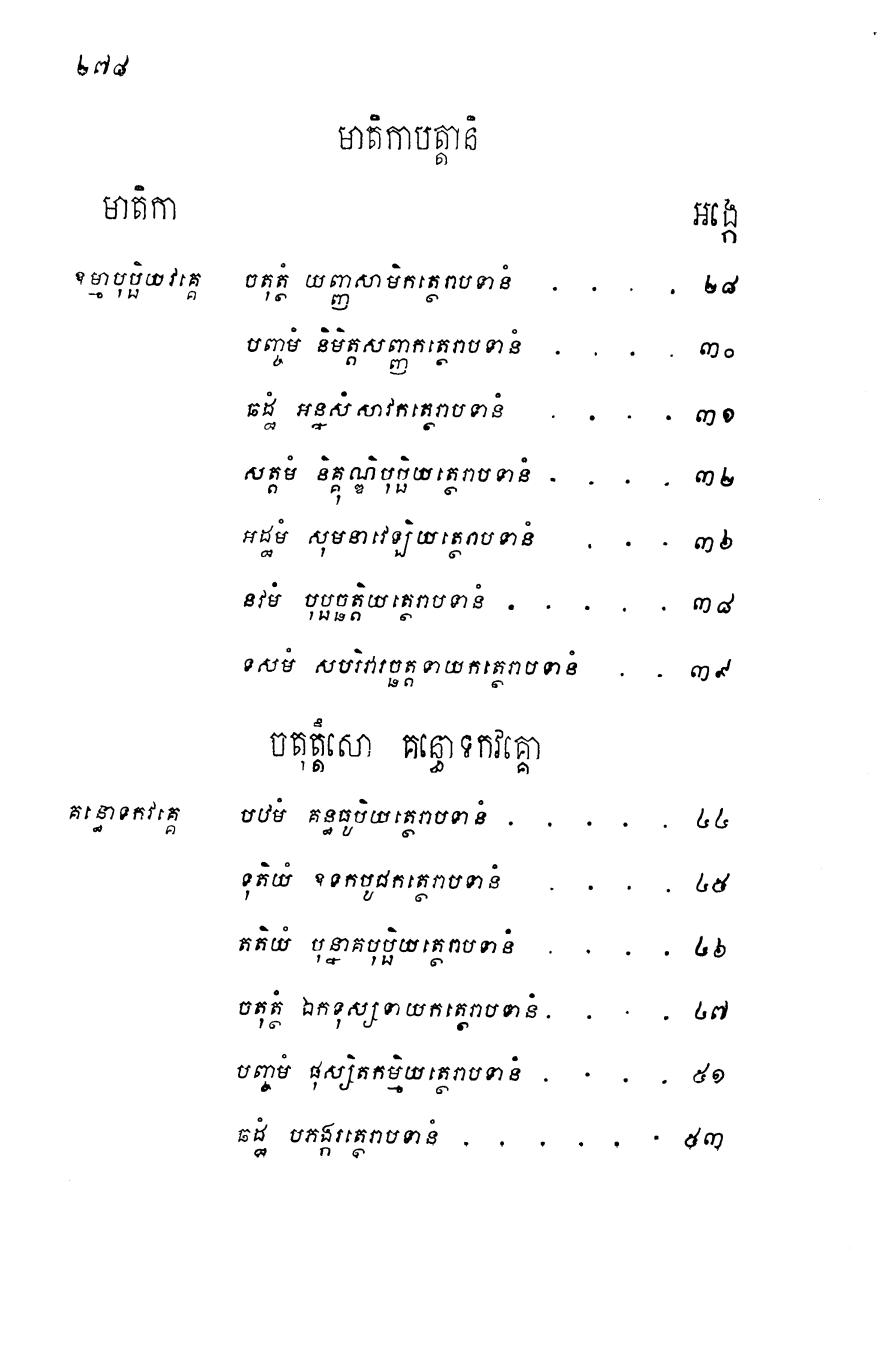 ២៧៨
មាតិកាបត្តានិ
មាតិកា អង្កេ
ឧម្មាបុប្ផិយវគ្គេ ចតុត្ថំ យញ្ញសាមិកត្ថេរាបទានំ . . . . ២៨
បញ្ចមំ និមិត្តសញ្ញកត្ថេរាបទានំ . . . . ៣០
ឆដ្ឋំ អន្នសំសាវកត្ថេរាបទានំ . . . . ៣១
សត្តមំ និគ្គុណ្ឌិបុប្ផិយត្ថេរាបទានំ . . . . ៣២
អដ្ឋមំ សុមនាវេឡិយត្ថេរាបទានំ . . . ៣៦
នវមំ បុប្ផច្ឆត្តិយត្ថេរាបទានំ . . . . . ៣៨
ទសមំ សបរិវារច្ឆត្តទាយកត្ថេរាបទានំ . . ៣៩
ចតុត្តឹសោ គន្ធោទកវគ្គោ
គន្ធោទកវគ្គេ បឋមំ គន្ធធូបិយត្ថេរាបទានំ . . . . . ៤៤
ទុតិយំ ឧទកបូជកត្ថេរាបទានំ . . . . ៤៥
តតិយំ បុន្នាគបុប្ផិយត្ថេរាបទានំ . . . . ៤៦
ចតុត្ថំ ឯកទុស្សទាយកត្ថេរាបទានំ . . . . ៤៧
បញ្ចមំ ផុស្សិតកម្មិយត្ថេរាបទានំ . . . . ៥១
ឆដ្ឋំ បភង្ករត្ថេរាបទានំ . . . . . . ៥៣